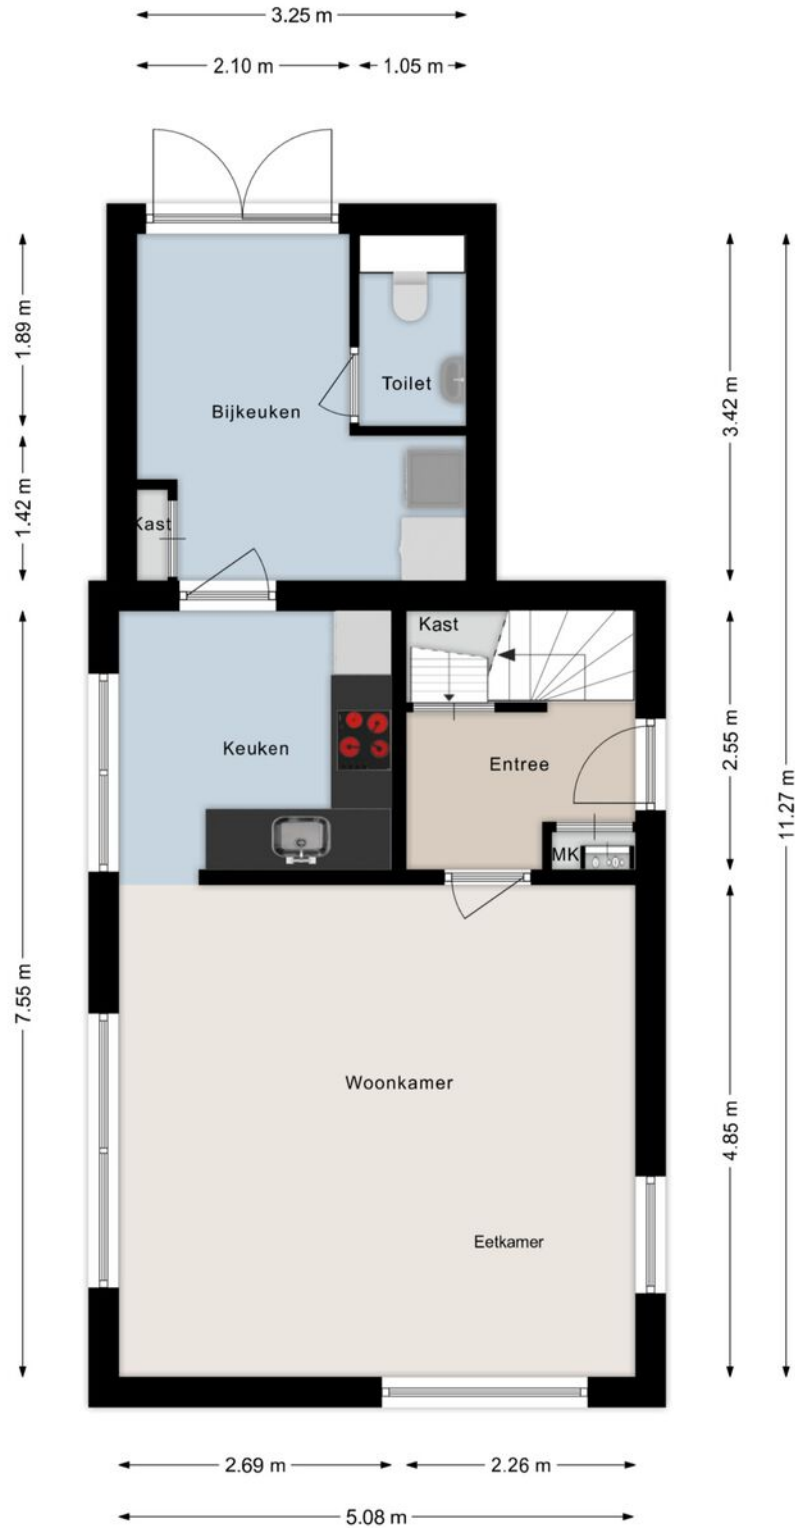 3.25 m
2.10 m
1.05 m
1.89 m
1.42 m
3.42 m
Toilet
Bijkeuken
Kast
Kast
Keuken
Entree
MK
2.55 m
11.27 m
7.55 m
Woonkamer
4.85 m
Eetkamer
2.69 m
2.26 m
5.08 m